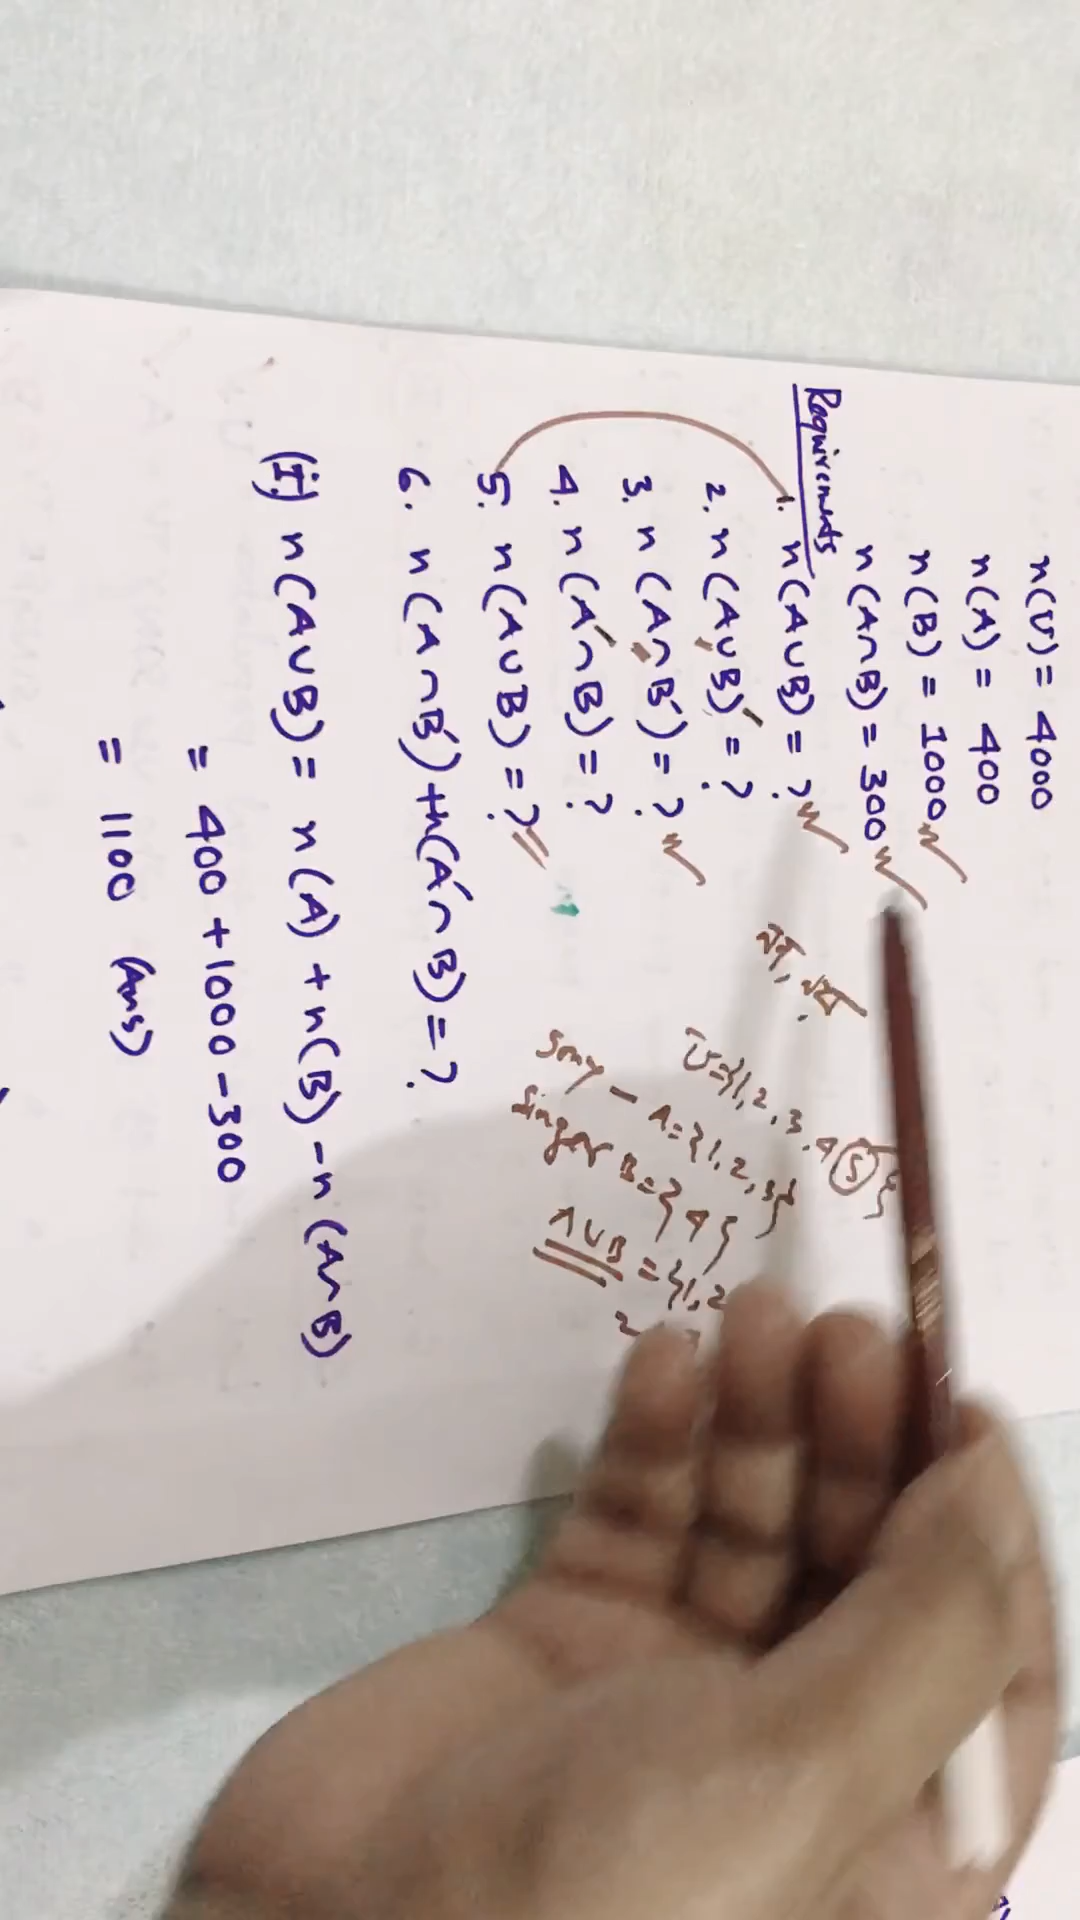 n(U) = 4000
n(A) = 400
n(B) = 1000
n(A∩B) = 300
Requirements
1. n(A∪B) = ?
2. n(A∪B)' = ?
3. n(A∩B') = ?
4. n(A'∩B) = ?
5. n(A∪B) = ?
6. n(A∩B') + n(A'∩B) = ?
(I) n(A∪B) = n(A) + n(B) - n(A∩B)
= 400 + 1000 - 300
= 1100 (Ans)
U={1,2,3,4,5}
Sony - A={1,2,3}
Singer B={4}
A∪B={1,2